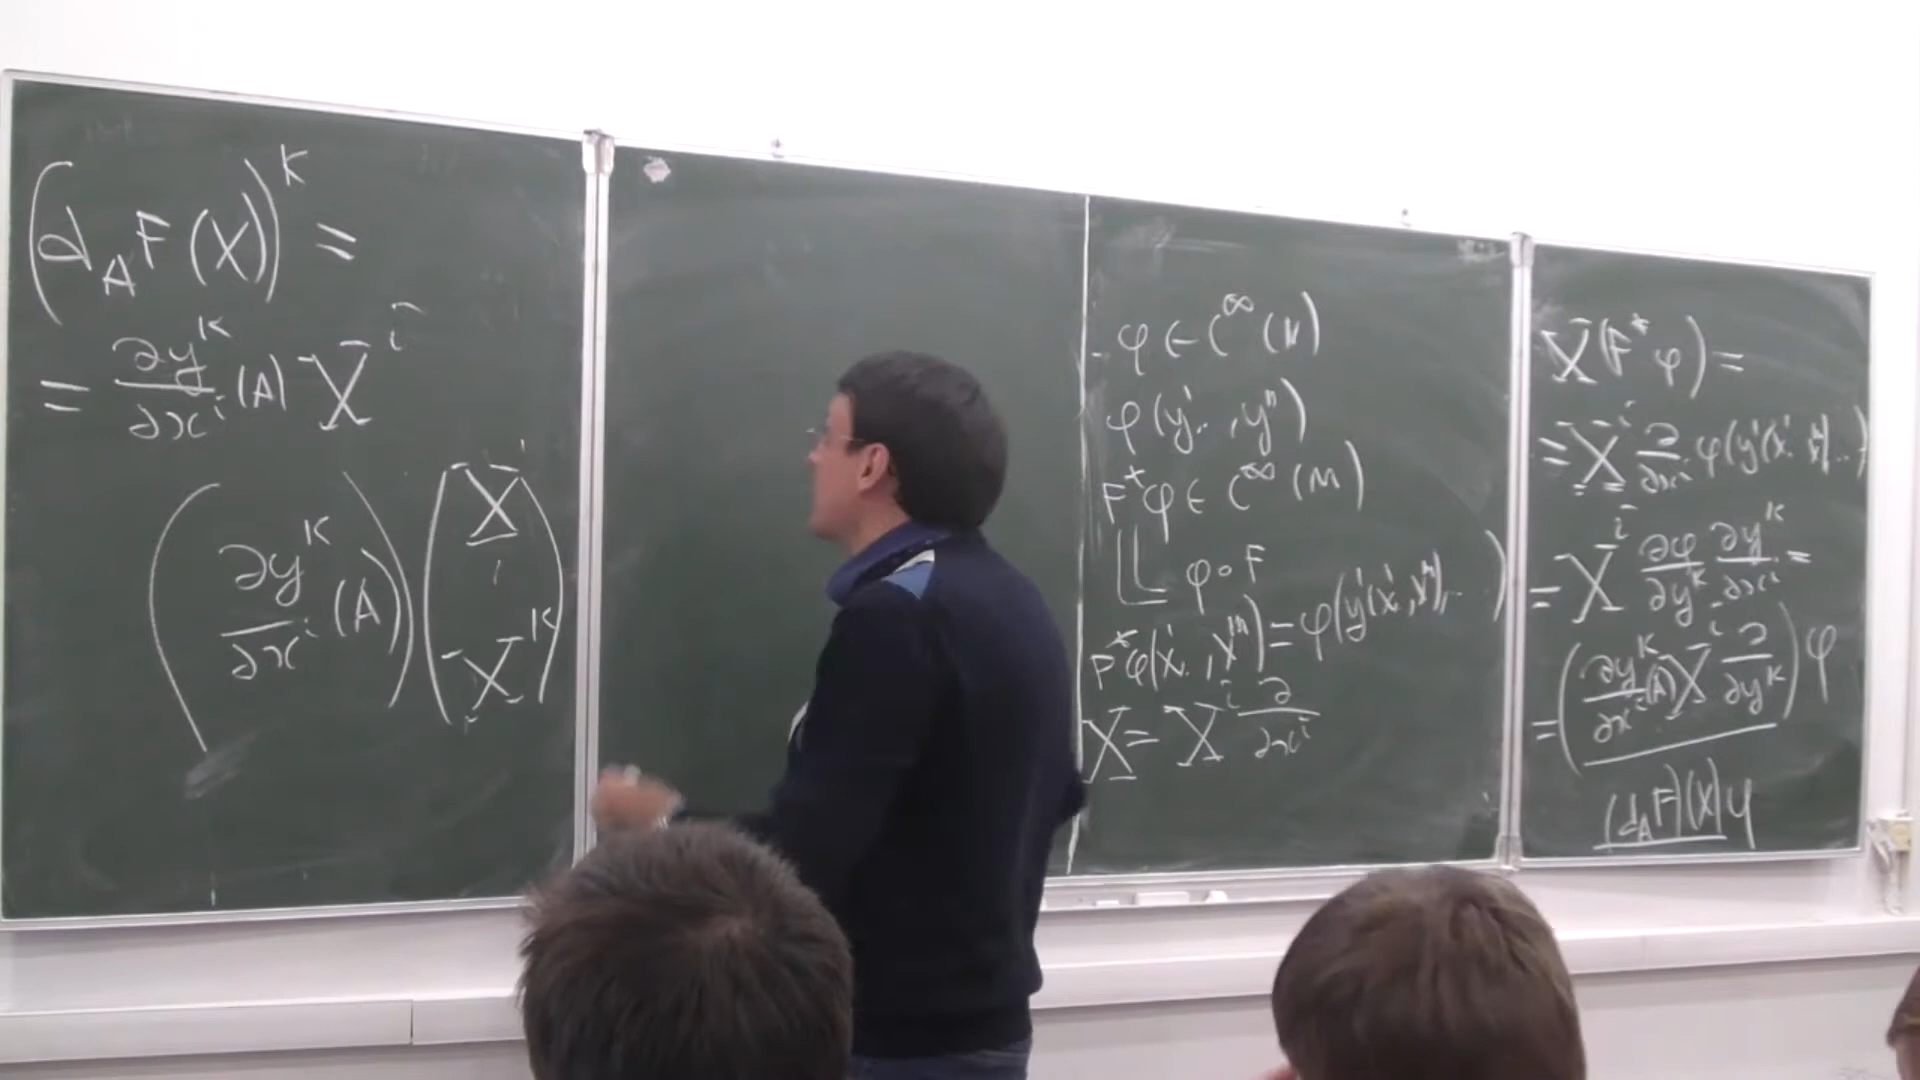 (d_A F(X))^k =
= ∂y^k/∂x^i (A) X^i
(∂y^k/∂x^i (A)) (X^1 ⋮ X^k)
φ ∈ C^∞(N)
φ(y^1.. , y^n)
F*φ ∈ C^∞(M)
φ∘F
F*φ(x^1.. , x^m) = φ(y^1(x^1.. , x^m), .. )
X = X^i ∂/∂x^i
X(F*φ) =
= X^i ∂/∂x^i φ(y^1(x^1.. x^m) .. )
= X^i ∂φ/∂y^k ∂y^k/∂x^i =
= (∂y^k/∂x^i (A) X^i ∂/∂y^k) φ
(d_A F)(X)φ